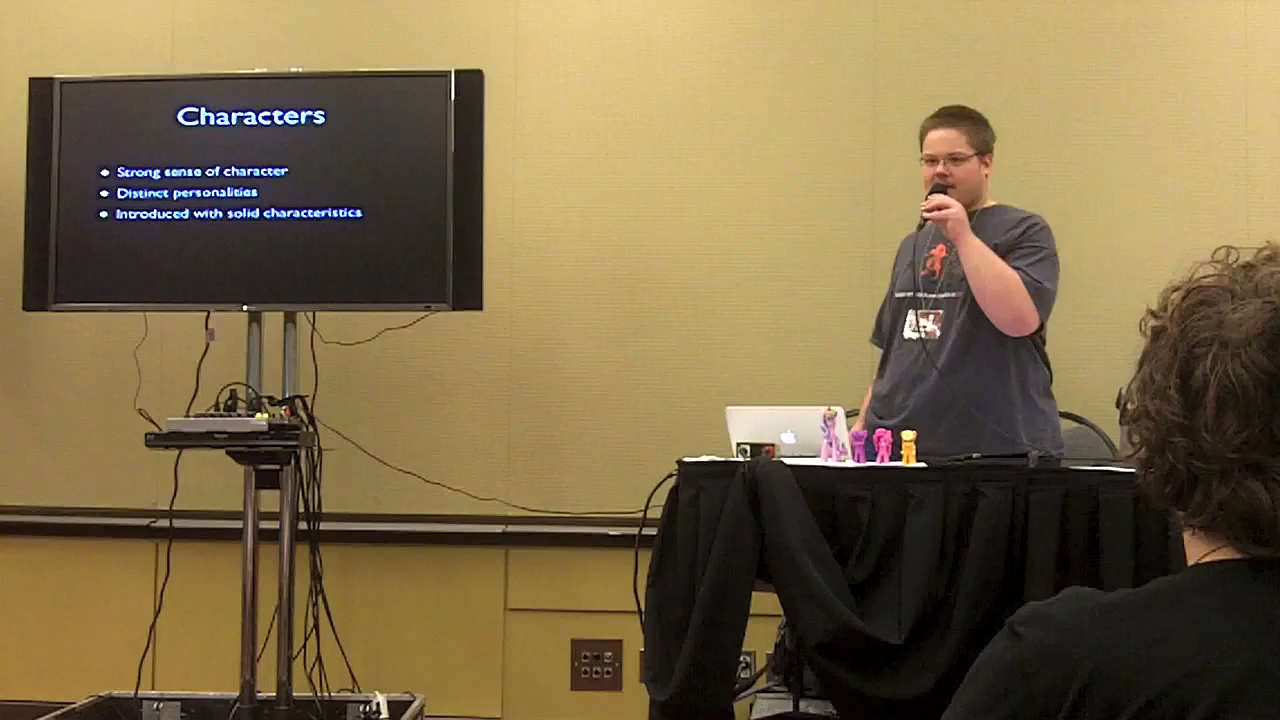 Characters
Strong sense of character
Distinct personalities
Introduced with solid characteristics